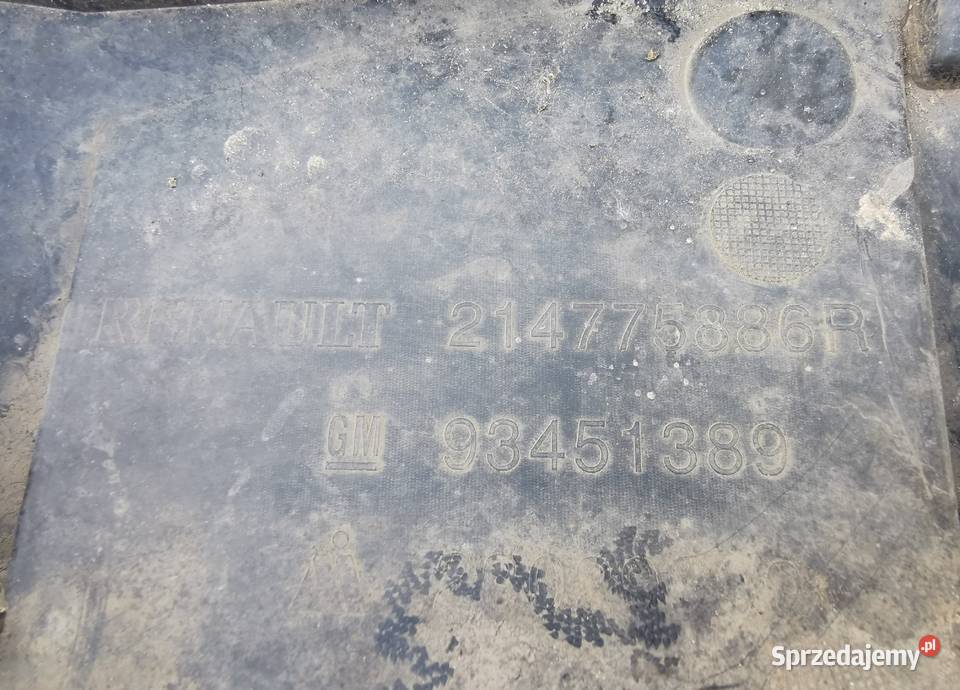 RENAULT 214775886R
GM 93451389
Sprzedajemy.pl